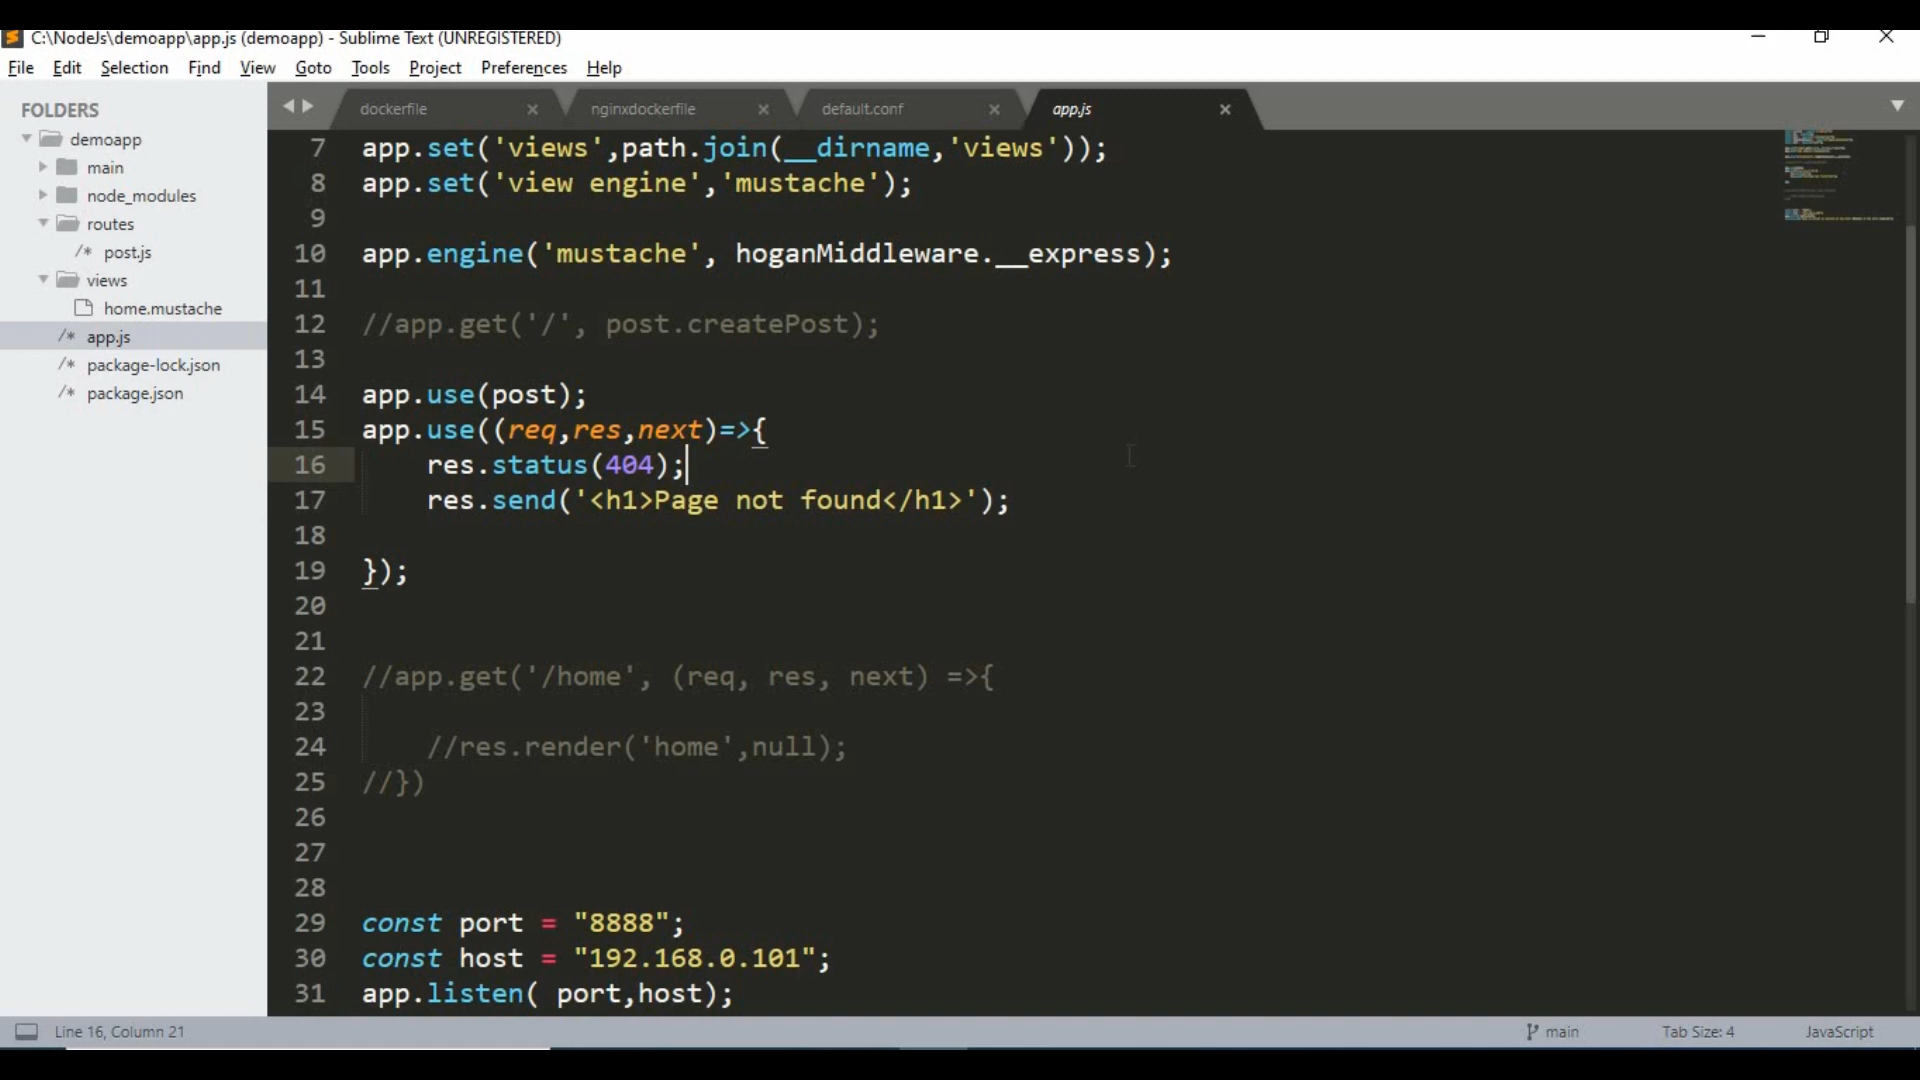 C:\NodeJs\demoapp\app.js (demoapp) - Sublime Text (UNREGISTERED)
File Edit Selection Find View Goto Tools Project Preferences Help
FOLDERS
demoapp
main
node_modules
routes
/* post.js
views
home.mustache
/* app.js
/* package-lock.json
/* package.json
dockerfile nginxdockerfile default.conf app.js
7 app.set('views',path.join(__dirname,'views'));
8 app.set('view engine','mustache');
9
10 app.engine('mustache', hoganMiddleware.__express);
11
12 //app.get('/', post.createPost);
13
14 app.use(post);
15 app.use((req,res,next)=>{
16     res.status(404);
17     res.send('<h1>Page not found</h1>');
18
19 });
20
21
22 //app.get('/home', (req, res, next) =>{
23
24     //res.render('home',null);
25 //})
26
27
28
29 const port = "8888";
30 const host = "192.168.0.101";
31 app.listen( port,host);
Line 16, Column 21 main Tab Size: 4 JavaScript